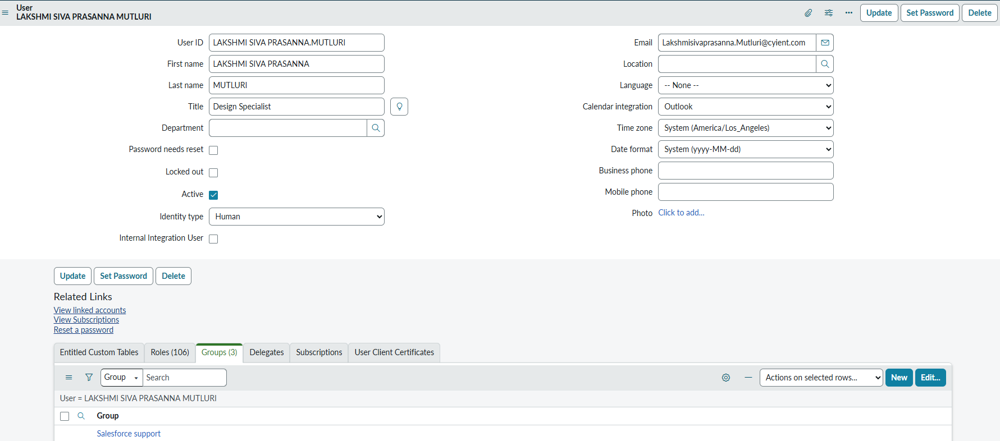 User
LAKSHMI SIVA PRASANNA MUTLURI
Update
Set Password
Delete
User ID
LAKSHMI SIVA PRASANNA.MUTLURI
First name
LAKSHMI SIVA PRASANNA
Last name
MUTLURI
Title
Design Specialist
Department
Password needs reset
Locked out
Active
Identity type
Human
Internal Integration User
Email
Lakshmisivaprasanna.Mutluri@cyient.com
Location
Language
-- None --
Calendar integration
Outlook
Time zone
System (America/Los_Angeles)
Date format
System (yyyy-MM-dd)
Business phone
Mobile phone
Photo
Click to add...
Update
Set Password
Delete
Related Links
View linked accounts
View Subscriptions
Reset a password
Entitled Custom Tables
Roles (106)
Groups (3)
Delegates
Subscriptions
User Client Certificates
Group
Search
Actions on selected rows...
New
Edit...
User = LAKSHMI SIVA PRASANNA MUTLURI
Group
Salesforce support